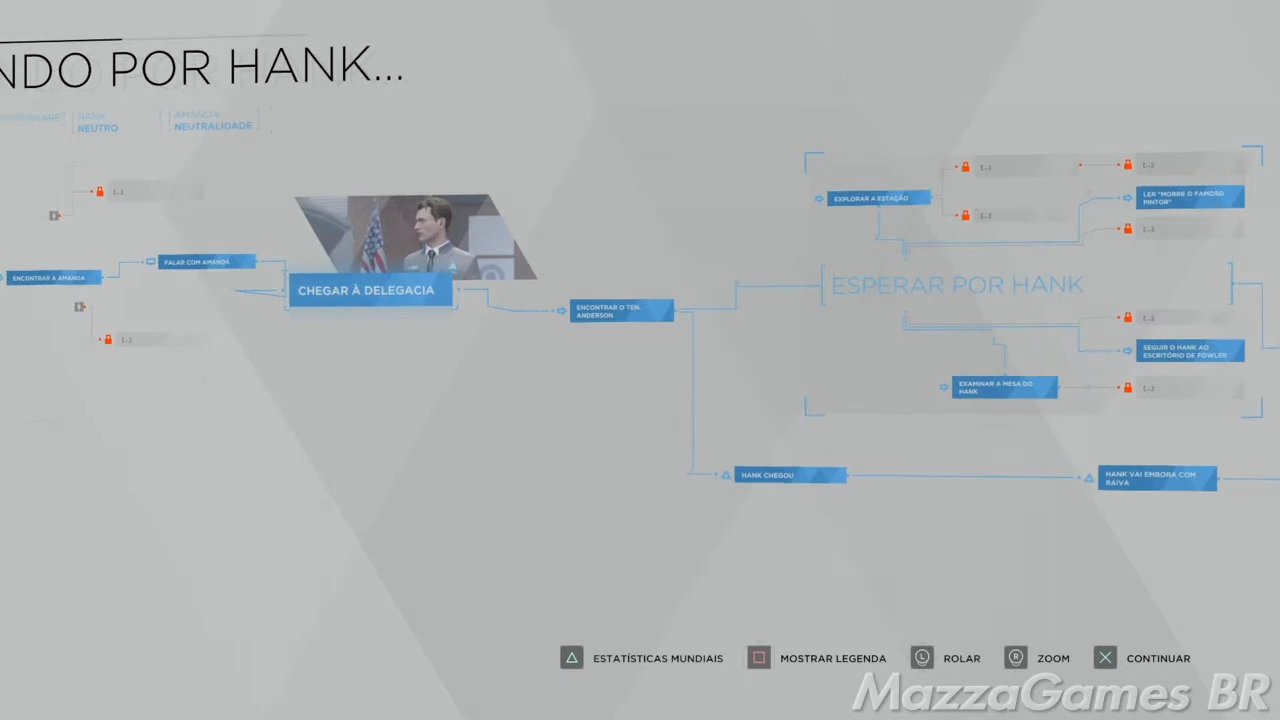 NDO POR HANK...
HANK
NEUTRO
AMANDA
NEUTRALIDADE
[...]
[...]
[...]
EXPLORAR A ESTAÇÃO
LER "MORRE O FAMOSO
PINTOR"
[...]
[...]
ENCONTRAR A AMANDA
FALAR COM AMANDA
CHEGAR À DELEGACIA
ESPERAR POR HANK
ENCONTRAR O TEN.
ANDERSON
[...]
[...]
SEGUIR O HANK AO
ESCRITÓRIO DE FOWLER
EXAMINAR A MESA DO
HANK
[...]
HANK CHEGOU
HANK VAI EMBORA COM
RAIVA
ESTATÍSTICAS MUNDIAIS
MOSTRAR LEGENDA
L
ROLAR
R
ZOOM
CONTINUAR
MazzaGames BR